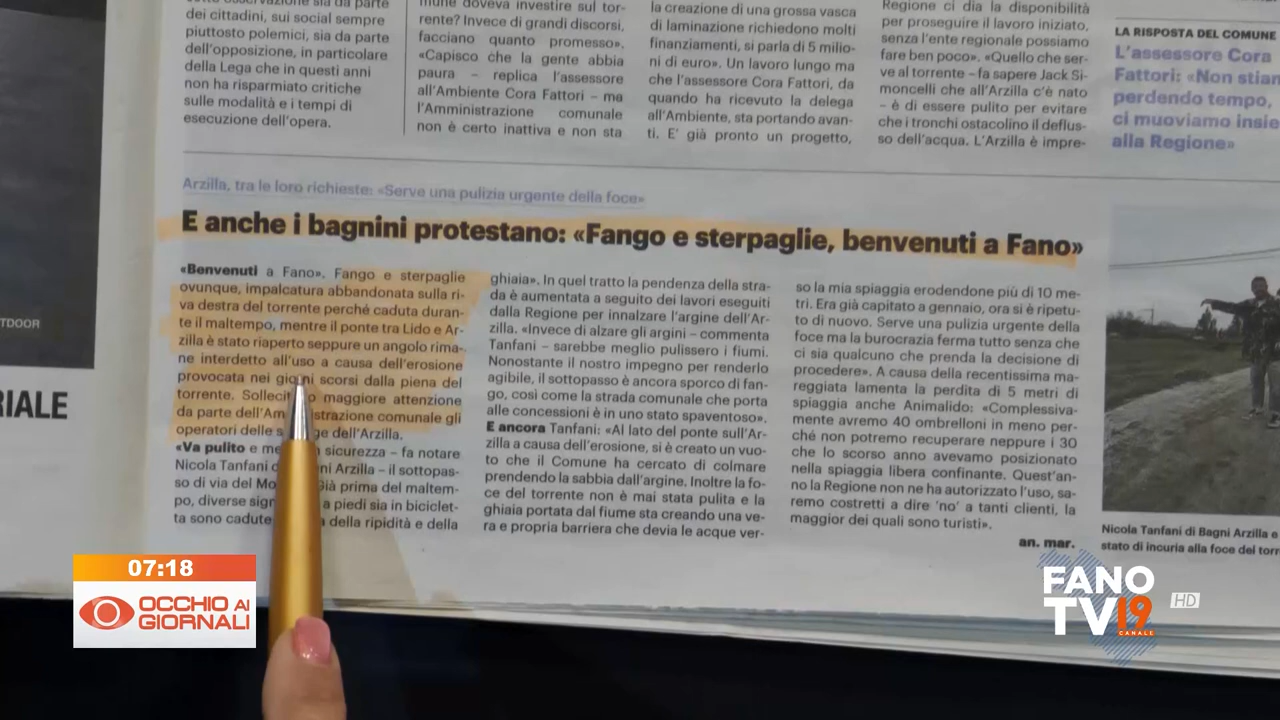 dei cittadini, sui social sempre
piuttosto polemici, sia da parte
dell'opposizione, in particolare
della Lega che in questi anni
non ha risparmiato critiche
sulle modalità e i tempi di
esecuzione dell'opera.
mune doveva investire sul tor-
rente? Invece di grandi discorsi,
facciano quanto promesso».
«Capisco che la gente abbia
paura – replica l'assessore
all'Ambiente Cora Fattori – ma
l'Amministrazione comunale
non è certo inattiva e non sta
la creazione di una grossa vasca
di laminazione richiedono molti
finanziamenti, si parla di 5 milio-
ni di euro». Un lavoro lungo ma
che l'assessore Cora Fattori, da
quando ha ricevuto la delega
all'Ambiente, sta portando avan-
ti. E' già pronto un progetto,
Regione ci dia la disponibilità
per proseguire il lavoro iniziato,
senza l'ente regionale possiamo
fare ben poco». «Quello che ser-
ve al torrente – fa sapere Jack Si-
moncelli che all'Arzilla c'è nato
– è di essere pulito per evitare
che i tronchi ostacolino il deflus-
so dell'acqua. L'Arzilla è impre-
LA RISPOSTA DEL COMUNE
L'assessore Cora
Fattori: «Non stian
perdendo tempo,
ci muoviamo insie
alla Regione»
Arzilla, tra le loro richieste: «Serve una pulizia urgente della foce»
E anche i bagnini protestano: «Fango e sterpaglie, benvenuti a Fano»
«Benvenuti a Fano». Fango e sterpaglie
ovunque, impalcatura abbandonata sulla ri-
va destra del torrente perché caduta duran-
te il maltempo, mentre il ponte tra Lido e Ar-
zilla è stato riaperto seppure un angolo rima-
ne interdetto all'uso a causa dell'erosione
provocata nei giorni scorsi dalla piena del
torrente. Sollecit o maggiore attenzione
da parte dell'Am istrazione comunale gli
operatori delle s ge dell'Arzilla.
«Va pulito e me sicurezza – fa notare
Nicola Tanfani d ni Arzilla – il sottopas-
so di via del Mo già prima del maltem-
po, diverse sign a piedi sia in biciclet-
ta sono cadute della ripidità e della
ghiaia». In quel tratto la pendenza della stra-
da è aumentata a seguito dei lavori eseguiti
dalla Regione per innalzare l'argine dell'Ar-
zilla. «Invece di alzare gli argini – commenta
Tanfani – sarebbe meglio pulissero i fiumi.
Nonostante il nostro impegno per renderlo
agibile, il sottopasso è ancora sporco di fan-
go, così come la strada comunale che porta
alle concessioni è in uno stato spaventoso».
E ancora Tanfani: «Al lato del ponte sull'Ar-
zilla a causa dell'erosione, si è creato un vuo-
to che il Comune ha cercato di colmare
prendendo la sabbia dall'argine. Inoltre la fo-
ce del torrente non è mai stata pulita e la
ghiaia portata dal fiume sta creando una ve-
ra e propria barriera che devia le acque ver-
so la mia spiaggia erodendone più di 10 me-
tri. Era già capitato a gennaio, ora si è ripetu-
to di nuovo. Serve una pulizia urgente della
foce ma la burocrazia ferma tutto senza che
ci sia qualcuno che prenda la decisione di
procedere». A causa della recentissima ma-
reggiata lamenta la perdita di 5 metri di
spiaggia anche Animalido: «Complessiva-
mente avremo 40 ombrelloni in meno per-
ché non potremo recuperare neppure i 30
che lo scorso anno avevamo posizionato
nella spiaggia libera confinante. Quest'an-
no la Regione non ne ha autorizzato l'uso, sa-
remo costretti a dire 'no' a tanti clienti, la
maggior dei quali sono turisti».
an. mar.
Nicola Tanfani di Bagni Arzilla e
stato di incuria alla foce del torr
TDOOR
RIALE
07:18
OCCHIO AI
GIORNALI
FANO
TV19
CANALE
HD